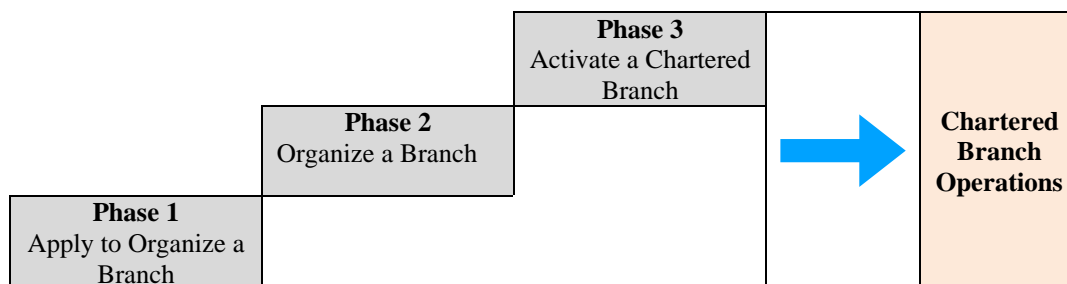 Phase 3
Activate a Chartered
Branch
Phase 2
Organize a Branch
Phase 1
Apply to Organize a
Branch
Chartered
Branch
Operations